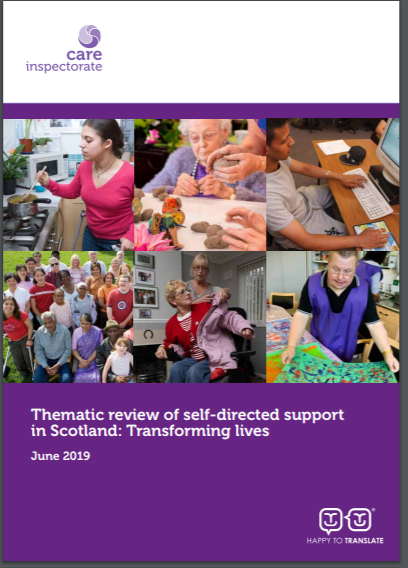 care
inspectorate
Thematic review of self-directed support
in Scotland: Transforming lives
June 2019
HAPPY TO TRANSLATE